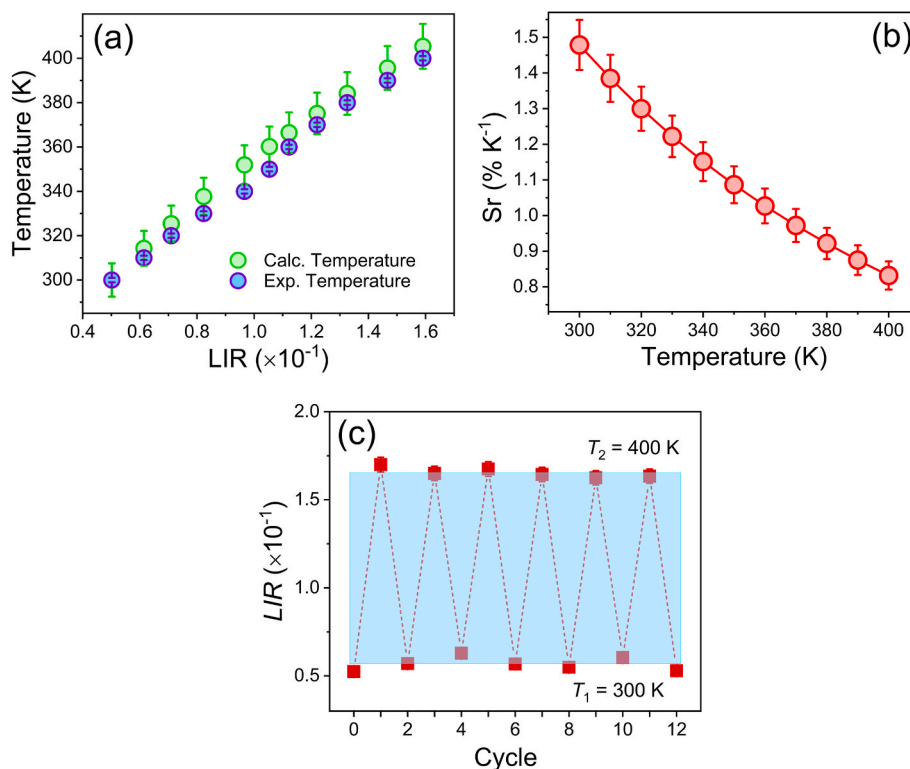 (a)
Temperature (K)
400
380
360
340
320
300
Calc. Temperature
Exp. Temperature
0.4 0.6 0.8 1.0 1.2 1.4 1.6
LIR (×10⁻¹)
(b)
Sr (% K⁻¹)
1.5
1.4
1.3
1.2
1.1
1.0
0.9
0.8
300 320 340 360 380 400
Temperature (K)
(c)
LIR (×10⁻¹)
2.0
1.5
1.0
0.5
T₂ = 400 K
T₁ = 300 K
0 2 4 6 8 10 12
Cycle